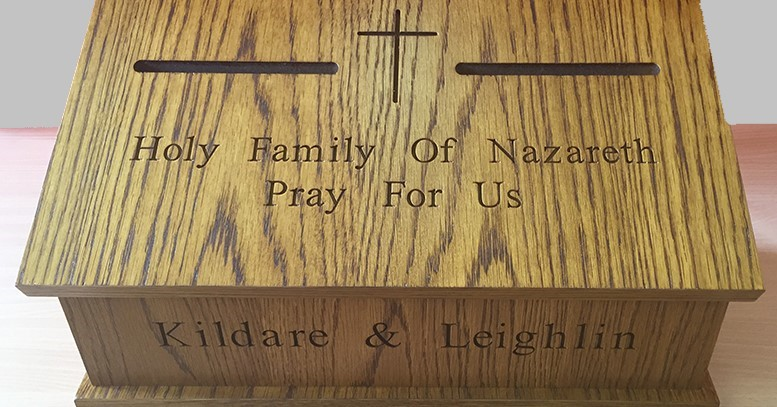 Holy Family Of Nazareth
Pray For Us
Kildare & Leighlin